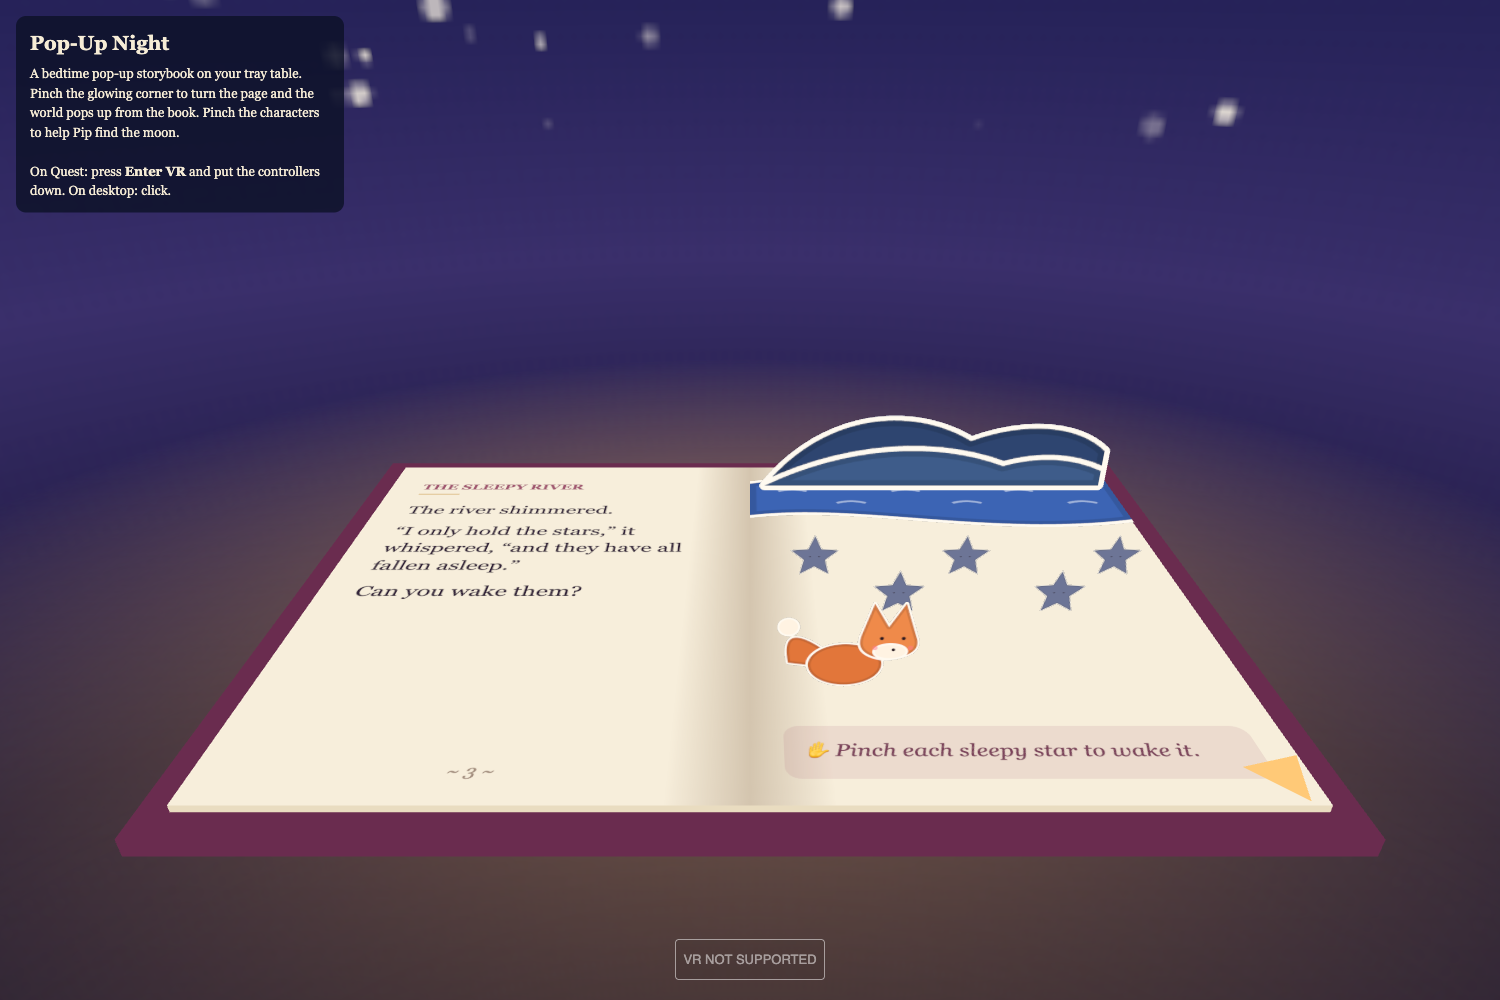 Pop-Up Night
A bedtime pop-up storybook on your tray table.
Pinch the glowing corner to turn the page and the
world pops up from the book. Pinch the characters
to help Pip find the moon.
On Quest: press Enter VR and put the controllers
down. On desktop: click.
THE SLEEPY RIVER
The river shimmered.
“I only hold the stars,” it
whispered, “and they have all
fallen asleep.”
Can you wake them?
~ 3 ~
👋 Pinch each sleepy star to wake it.
VR NOT SUPPORTED